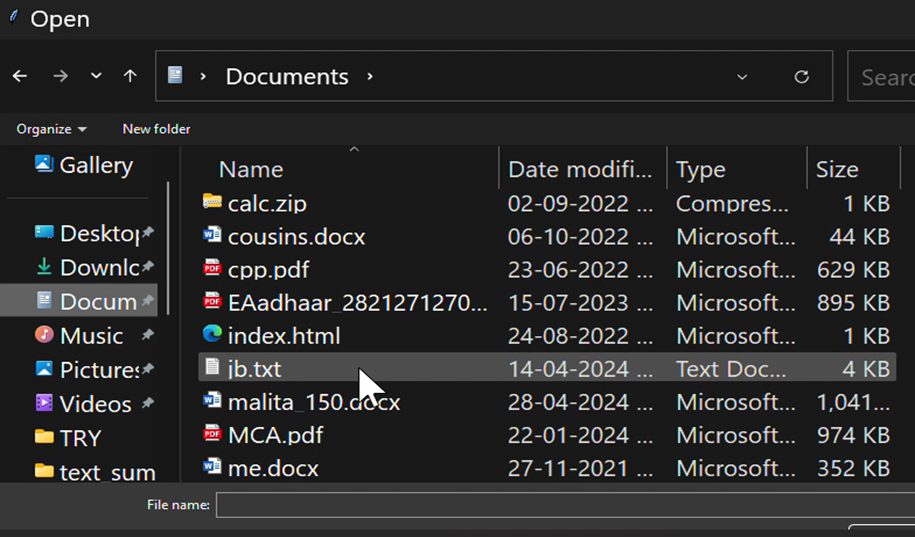 Open
Documents
Sear
Organize New folder
Gallery
Desktop
Downlc
Docum
Music
Pictures
Videos
TRY
text_sum
Name Date modifi... Type Size
calc.zip 02-09-2022 ... Compres... 1 KB
cousins.docx 06-10-2022 ... Microsoft... 44 KB
cpp.pdf 23-06-2022 ... Microsoft... 629 KB
EAadhaar_2821271270... 15-07-2023 ... Microsoft... 895 KB
index.html 24-08-2022 ... Microsoft... 1 KB
jb.txt 14-04-2024 ... Text Doc... 4 KB
malita_150.docx 28-04-2024 ... Microsoft... 1,041...
MCA.pdf 22-01-2024 ... Microsoft... 974 KB
me.docx 27-11-2021 ... Microsoft... 352 KB
File name: